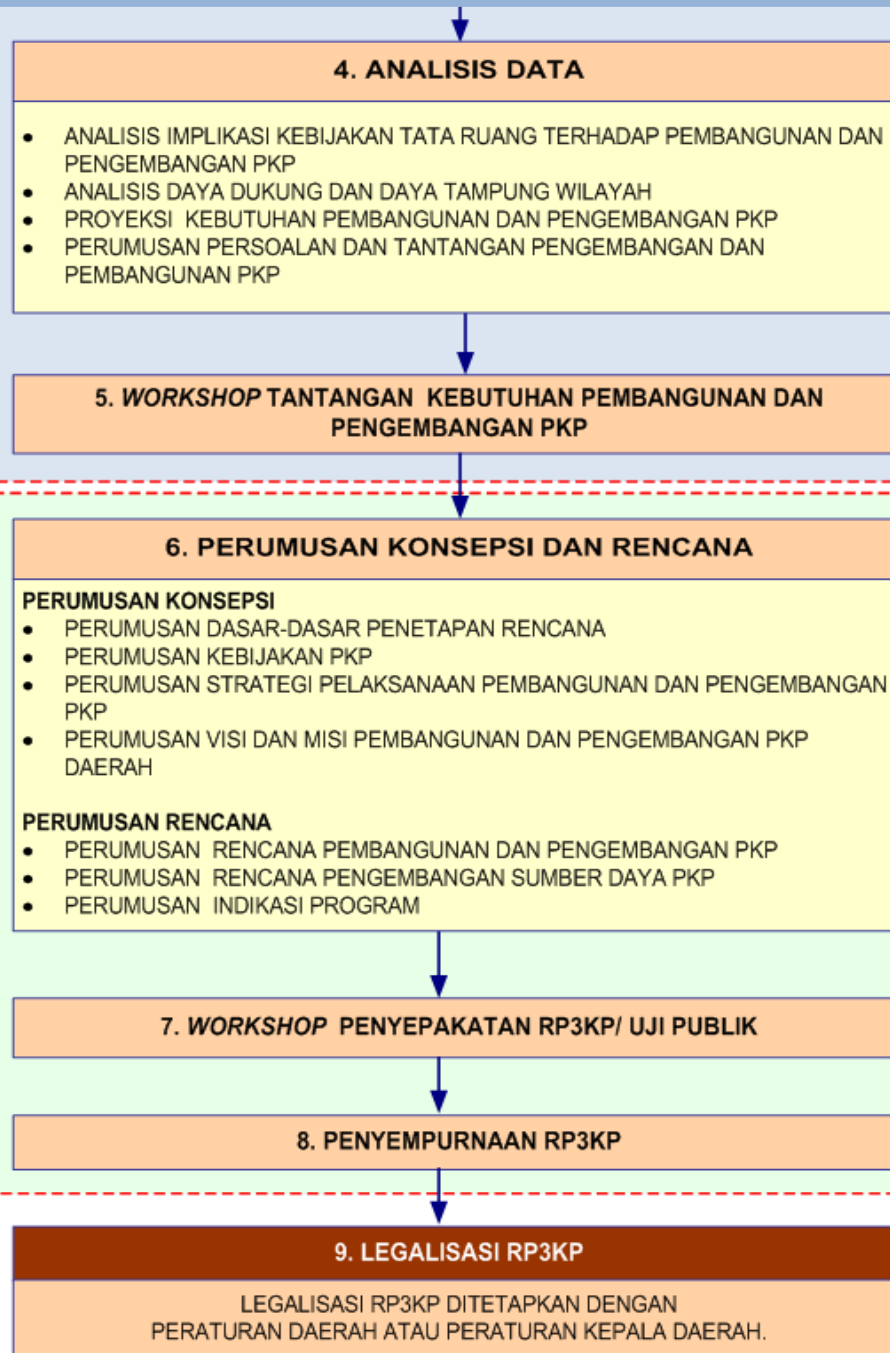 4. ANALISIS DATA
● ANALISIS IMPLIKASI KEBIJAKAN TATA RUANG TERHADAP PEMBANGUNAN DAN
PENGEMBANGAN PKP
● ANALISIS DAYA DUKUNG DAN DAYA TAMPUNG WILAYAH
● PROYEKSI KEBUTUHAN PEMBANGUNAN DAN PENGEMBANGAN PKP
● PERUMUSAN PERSOALAN DAN TANTANGAN PENGEMBANGAN DAN
PEMBANGUNAN PKP
5. WORKSHOP TANTANGAN KEBUTUHAN PEMBANGUNAN DAN
PENGEMBANGAN PKP
6. PERUMUSAN KONSEPSI DAN RENCANA
PERUMUSAN KONSEPSI
● PERUMUSAN DASAR-DASAR PENETAPAN RENCANA
● PERUMUSAN KEBIJAKAN PKP
● PERUMUSAN STRATEGI PELAKSANAAN PEMBANGUNAN DAN PENGEMBANGAN
PKP
● PERUMUSAN VISI DAN MISI PEMBANGUNAN DAN PENGEMBANGAN PKP
DAERAH
PERUMUSAN RENCANA
● PERUMUSAN RENCANA PEMBANGUNAN DAN PENGEMBANGAN PKP
● PERUMUSAN RENCANA PENGEMBANGAN SUMBER DAYA PKP
● PERUMUSAN INDIKASI PROGRAM
7. WORKSHOP PENYEPAKATAN RP3KP/ UJI PUBLIK
8. PENYEMPURNAAN RP3KP
9. LEGALISASI RP3KP
LEGALISASI RP3KP DITETAPKAN DENGAN
PERATURAN DAERAH ATAU PERATURAN KEPALA DAERAH.